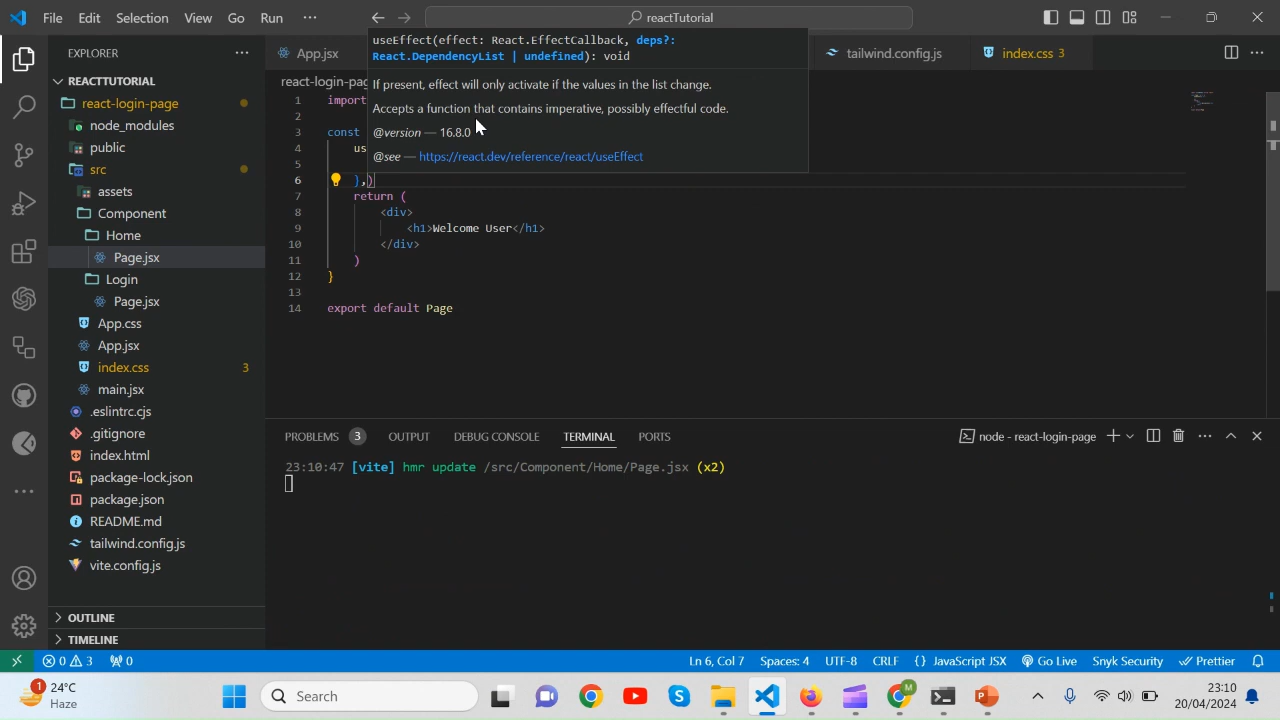 File Edit Selection View Go Run ··· reactTutorial
EXPLORER ···
REACTTUTORIAL
react-login-page
node_modules
public
src
assets
Component
Home
Page.jsx
Login
Page.jsx
App.css
App.jsx
index.css 3
main.jsx
.eslintrc.cjs
.gitignore
index.html
package-lock.json
package.json
README.md
tailwind.config.js
vite.config.js
OUTLINE
TIMELINE
App.jsx tailwind.config.js index.css 3 ···
react-login-pag
useEffect(effect: React.EffectCallback, deps?:
React.DependencyList | undefined): void
If present, effect will only activate if the values in the list change.
Accepts a function that contains imperative, possibly effectful code.
@version — 16.8.0
@see — https://react.dev/reference/react/useEffect
1 import
2
3 const
4 us
5
6 },)
7 return (
8 <div>
9 <h1>Welcome User</h1>
10 </div>
11 )
12 }
13
14 export default Page
PROBLEMS 3 OUTPUT DEBUG CONSOLE TERMINAL PORTS node - react-login-page ···
23:10:47 [vite] hmr update /src/Component/Home/Page.jsx (x2)
0 3 0 Ln 6, Col 7 Spaces: 4 UTF-8 CRLF {} JavaScript JSX Go Live Snyk Security Prettier
1 24°C
Haze
Search
M
23:10
20/04/2024